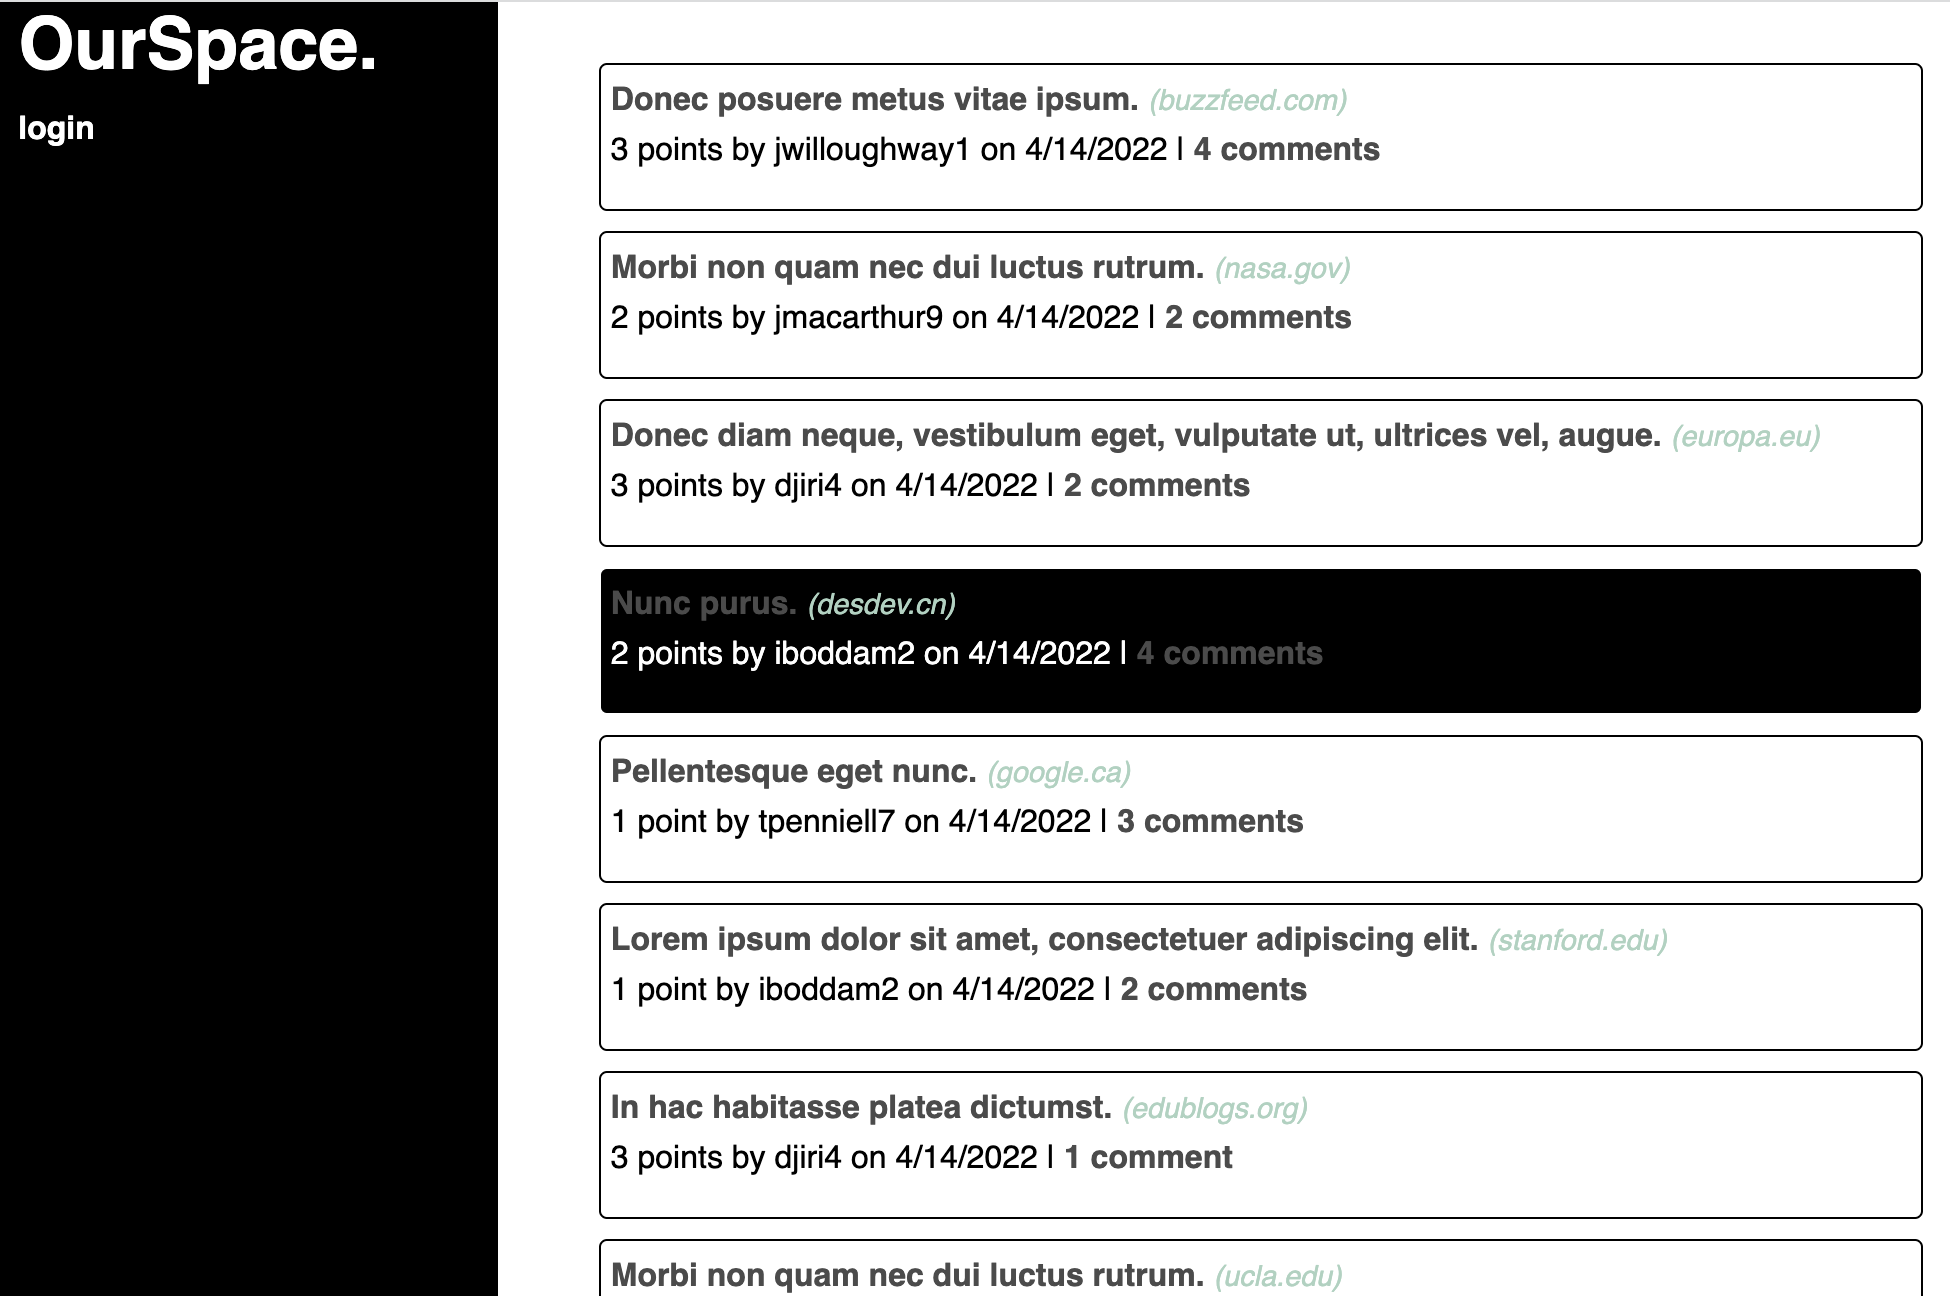 OurSpace.
login
Donec posuere metus vitae ipsum. (buzzfeed.com)
3 points by jwilloughway1 on 4/14/2022 | 4 comments
Morbi non quam nec dui luctus rutrum. (nasa.gov)
2 points by jmacarthur9 on 4/14/2022 | 2 comments
Donec diam neque, vestibulum eget, vulputate ut, ultrices vel, augue. (europa.eu)
3 points by djiri4 on 4/14/2022 | 2 comments
Nunc purus. (desdev.cn)
2 points by iboddam2 on 4/14/2022 | 4 comments
Pellentesque eget nunc. (google.ca)
1 point by tpenniell7 on 4/14/2022 | 3 comments
Lorem ipsum dolor sit amet, consectetuer adipiscing elit. (stanford.edu)
1 point by iboddam2 on 4/14/2022 | 2 comments
In hac habitasse platea dictumst. (edublogs.org)
3 points by djiri4 on 4/14/2022 | 1 comment
Morbi non quam nec dui luctus rutrum. (ucla.edu)